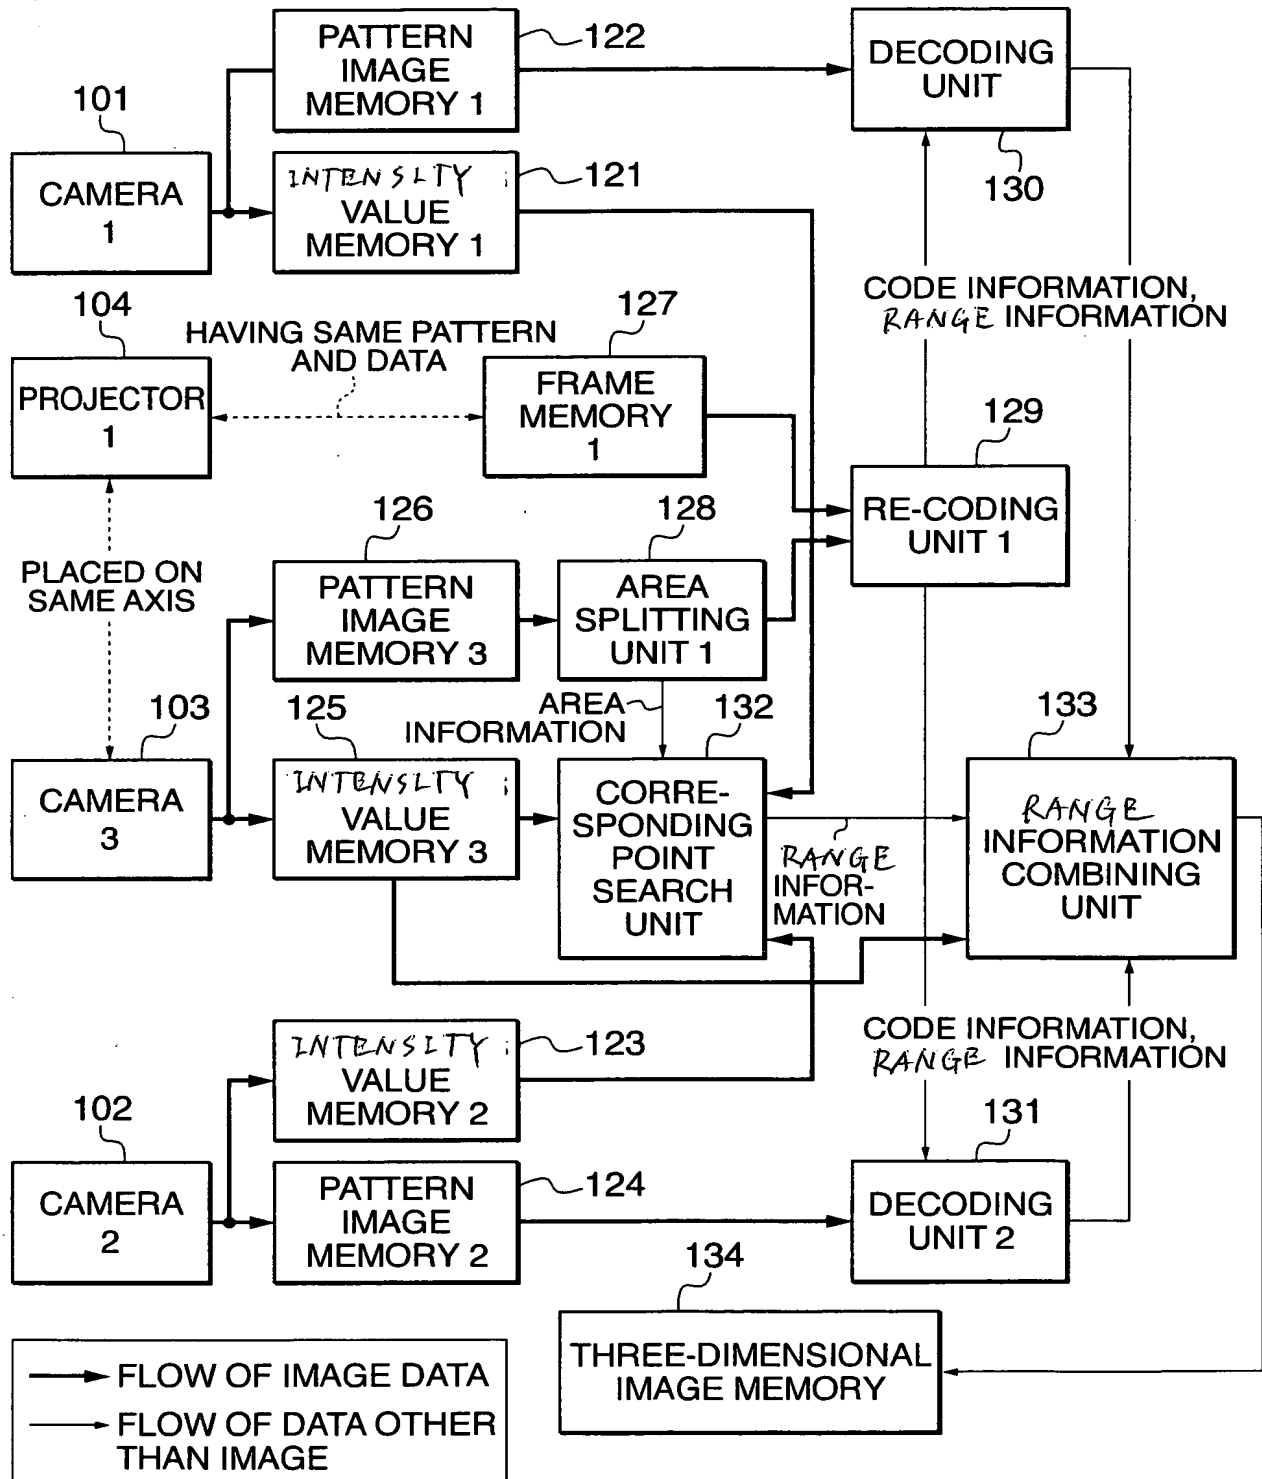 PATTERN
IMAGE
MEMORY 1
122
DECODING
UNIT
130
101
CAMERA
1
INTENSITY
VALUE
MEMORY 1
121
CODE INFORMATION,
RANGE INFORMATION
104
PROJECTOR
1
HAVING SAME PATTERN
AND DATA
127
FRAME
MEMORY
1
129
RE-CODING
UNIT 1
PLACED ON
SAME AXIS
126
PATTERN
IMAGE
MEMORY 3
128
AREA
SPLITTING
UNIT 1
AREA
INFORMATION
103
CAMERA
3
125
INTENSITY
VALUE
MEMORY 3
132
CORRE-
SPONDING
POINT
SEARCH
UNIT
RANGE
INFOR-
MATION
133
RANGE
INFORMATION
COMBINING
UNIT
INTENSITY
VALUE
MEMORY 2
123
CODE INFORMATION,
RANGE INFORMATION
102
CAMERA
2
PATTERN
IMAGE
MEMORY 2
124
131
DECODING
UNIT 2
134
THREE-DIMENSIONAL
IMAGE MEMORY
FLOW OF IMAGE DATA
FLOW OF DATA OTHER
THAN IMAGE